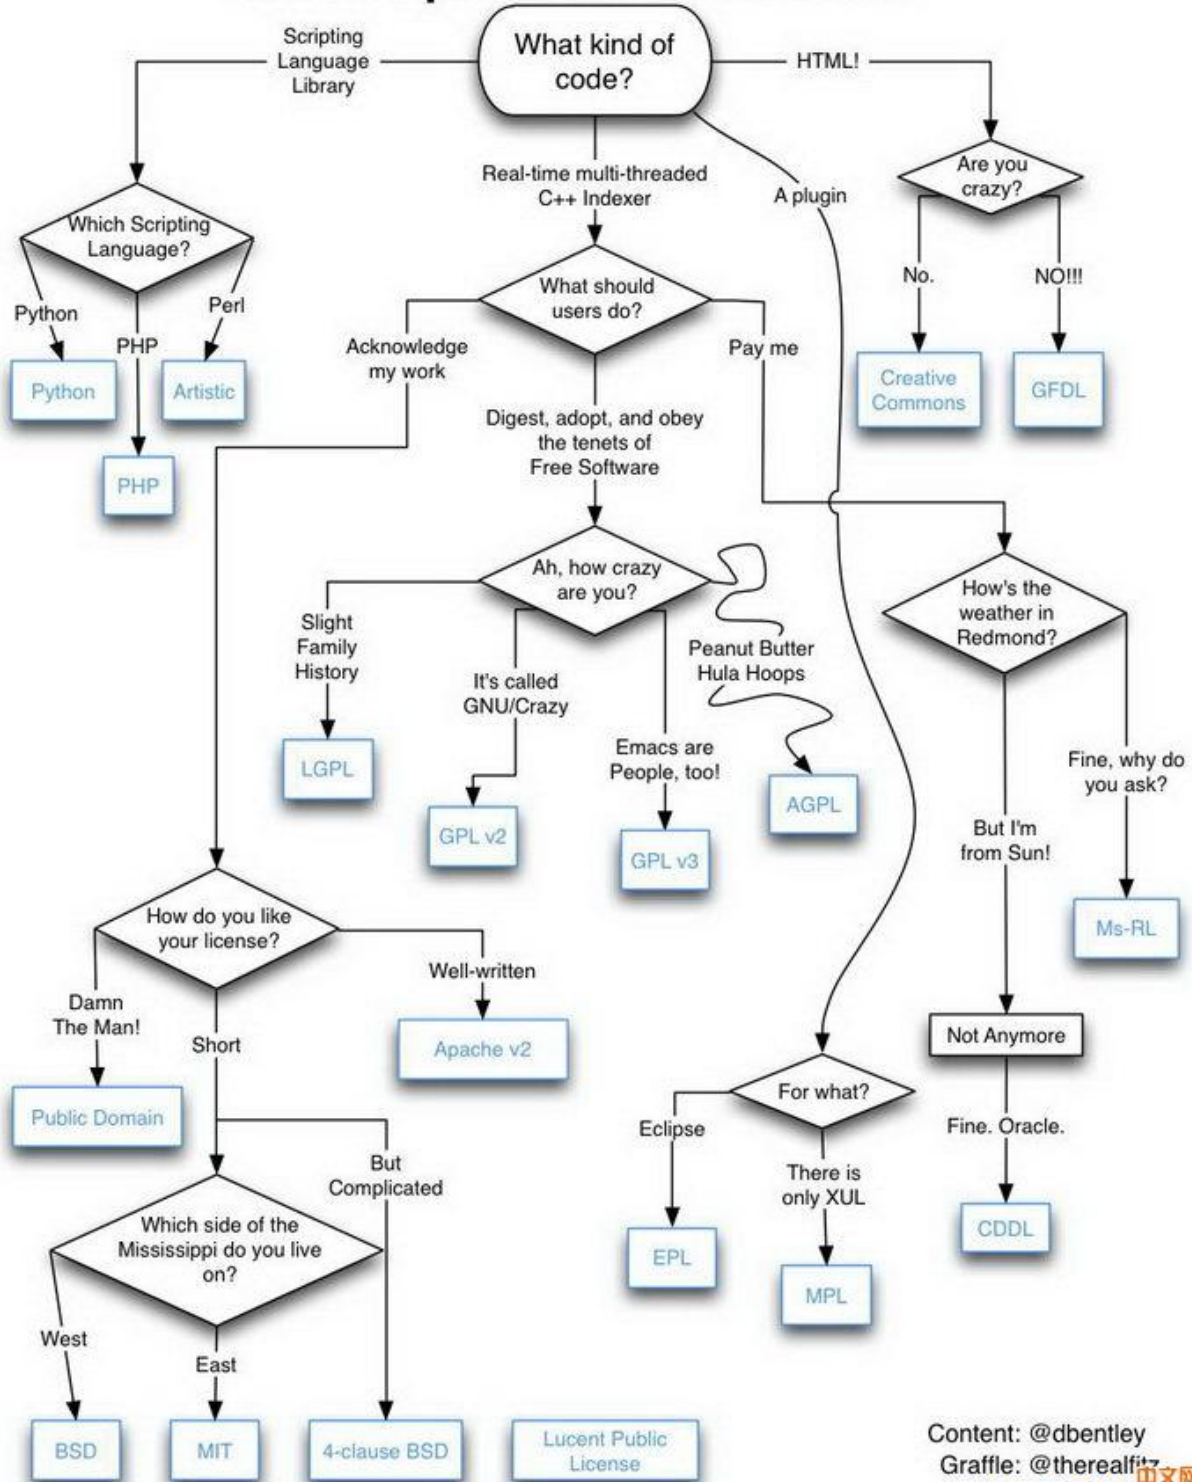 What kind of
code?
Scripting
Language
Library
HTML!
Real-time multi-threaded
C++ Indexer
A plugin
Are you
crazy?
Which Scripting
Language?
What should
users do?
No.
NO!!!
Python
PHP
Perl
Acknowledge
my work
Pay me
Python
Artistic
Creative
Commons
GFDL
Digest, adopt, and obey
the tenets of
Free Software
PHP
Ah, how crazy
are you?
How's the
weather in
Redmond?
Slight
Family
History
It's called
GNU/Crazy
Peanut Butter
Hula Hoops
Emacs are
People, too!
Fine, why do
you ask?
LGPL
GPL v2
GPL v3
AGPL
But I'm
from Sun!
How do you like
your license?
Ms-RL
Well-written
Damn
The Man!
Short
Apache v2
Not Anymore
Public Domain
For what?
Eclipse
Fine. Oracle.
But
Complicated
There is
only XUL
Which side of the
Mississippi do you live
on?
CDDL
EPL
MPL
West
East
BSD
MIT
4-clause BSD
Lucent Public
License
Content: @dbentley
Graffle: @therealfitz